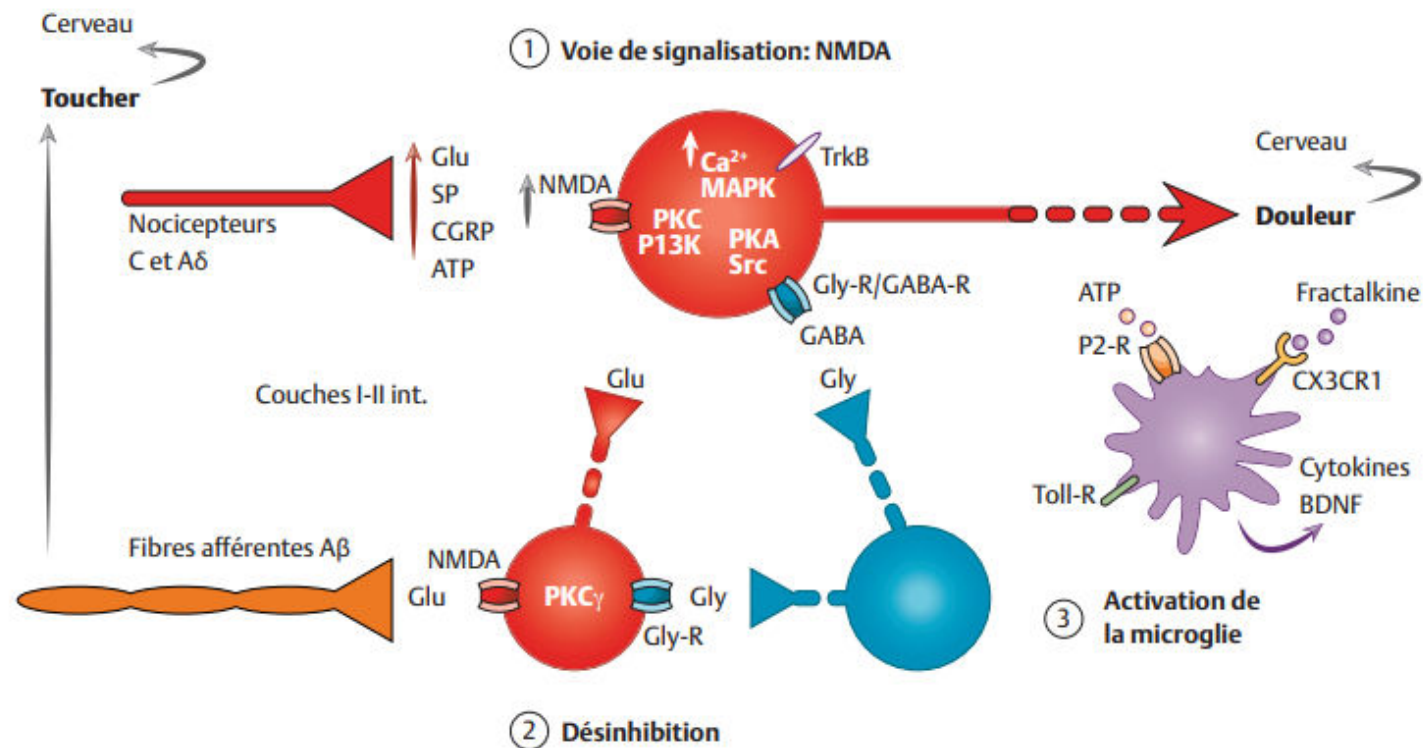 Cerveau
Toucher
1 Voie de signalisation: NMDA
Nocicepteurs
C et Aδ
Glu
SP
CGRP
ATP
NMDA
Ca²⁺
MAPK
PKC
P13K
PKA
Src
TrkB
Gly-R/GABA-R
GABA
Cerveau
Douleur
ATP
P2-R
Fractalkine
CX3CR1
Toll-R
Cytokines
BDNF
3 Activation de
la microglie
Couches I-II int.
Glu
Gly
Fibres afférentes Aβ
Glu
NMDA
PKCγ
Gly-R
Gly
2 Désinhibition